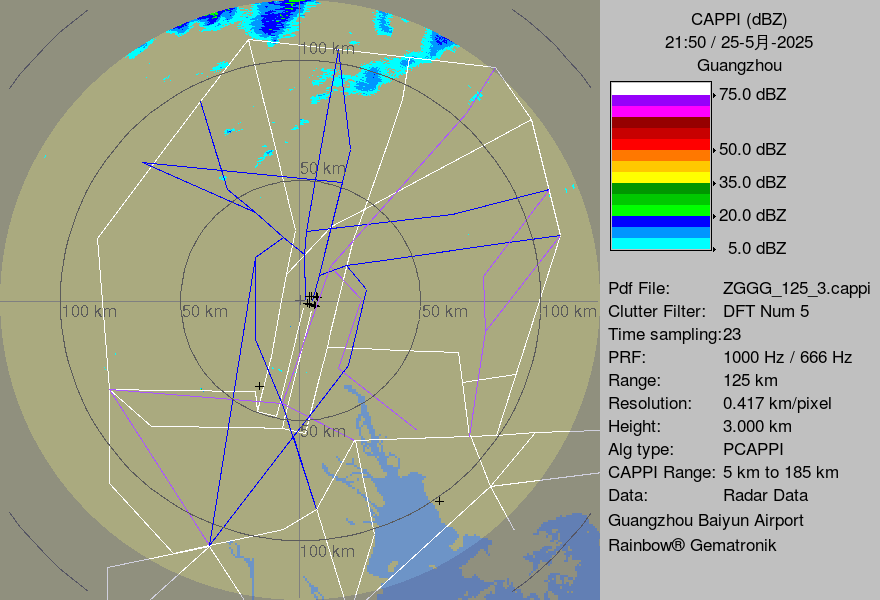 CAPPI (dBZ)
21:50 / 25-5月-2025
Guangzhou
75.0 dBZ
50.0 dBZ
35.0 dBZ
20.0 dBZ
5.0 dBZ
Pdf File: ZGGG_125_3.cappi
Clutter Filter: DFT Num 5
Time sampling:23
PRF: 1000 Hz / 666 Hz
Range: 125 km
Resolution: 0.417 km/pixel
Height: 3.000 km
Alg type: PCAPPI
CAPPI Range: 5 km to 185 km
Data: Radar Data
Guangzhou Baiyun Airport
Rainbow® Gematronik
100 km
50 km
100 km 50 km 50 km 100 km
50 km
100 km